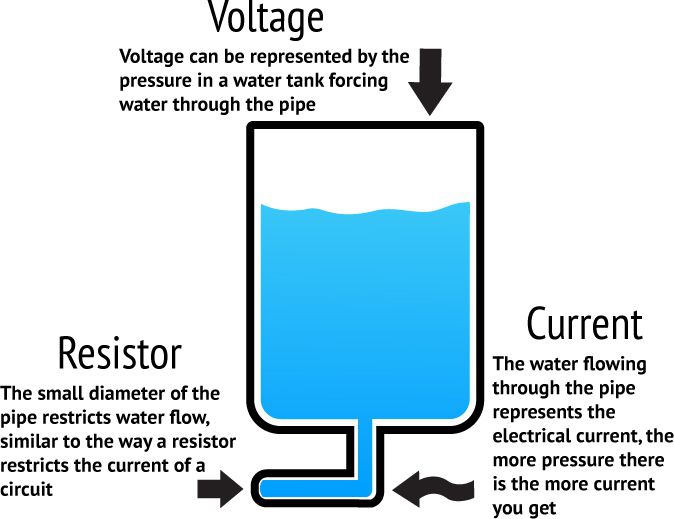 Voltage
Voltage can be represented by the
pressure in a water tank forcing
water through the pipe
Resistor
The small diameter of the
pipe restricts water flow,
similar to the way a resistor
restricts the current of a
circuit
Current
The water flowing
through the pipe
represents the
electrical current, the
more pressure there
is the more current
you get